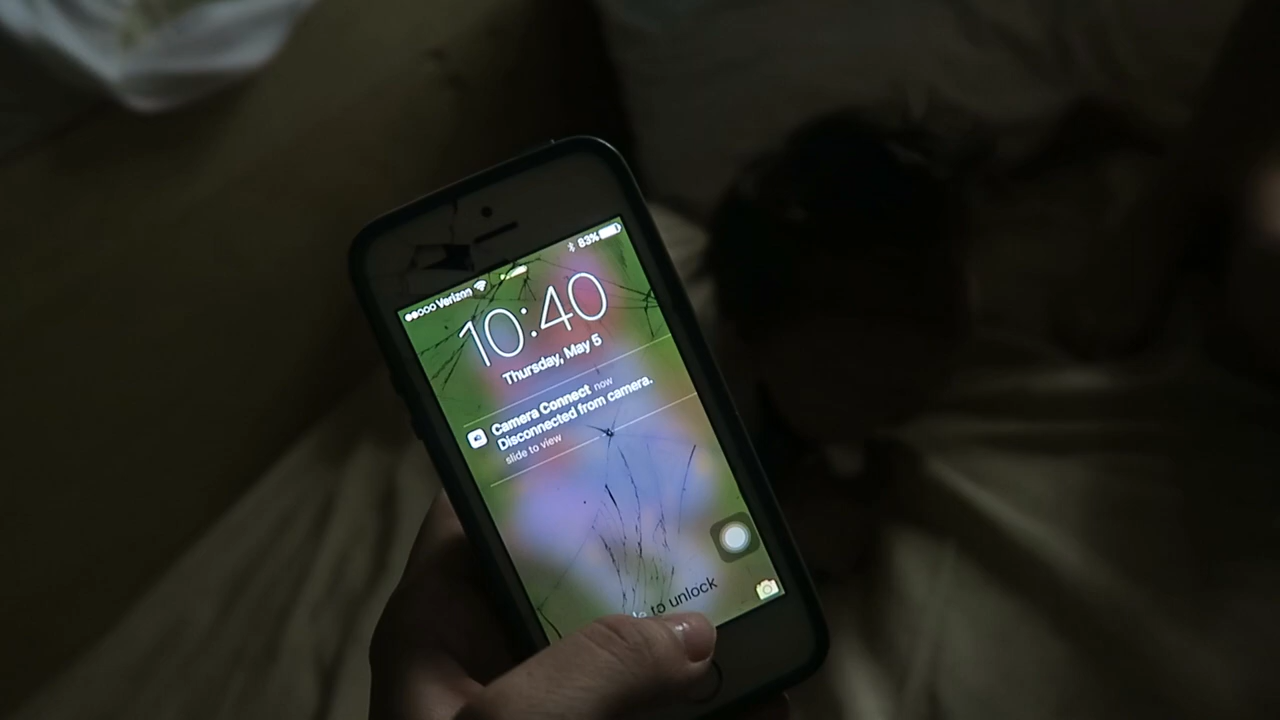 Verizon 83%
10:40
Thursday, May 5
Camera Connect now
Disconnected from camera.
slide to view
to unlock